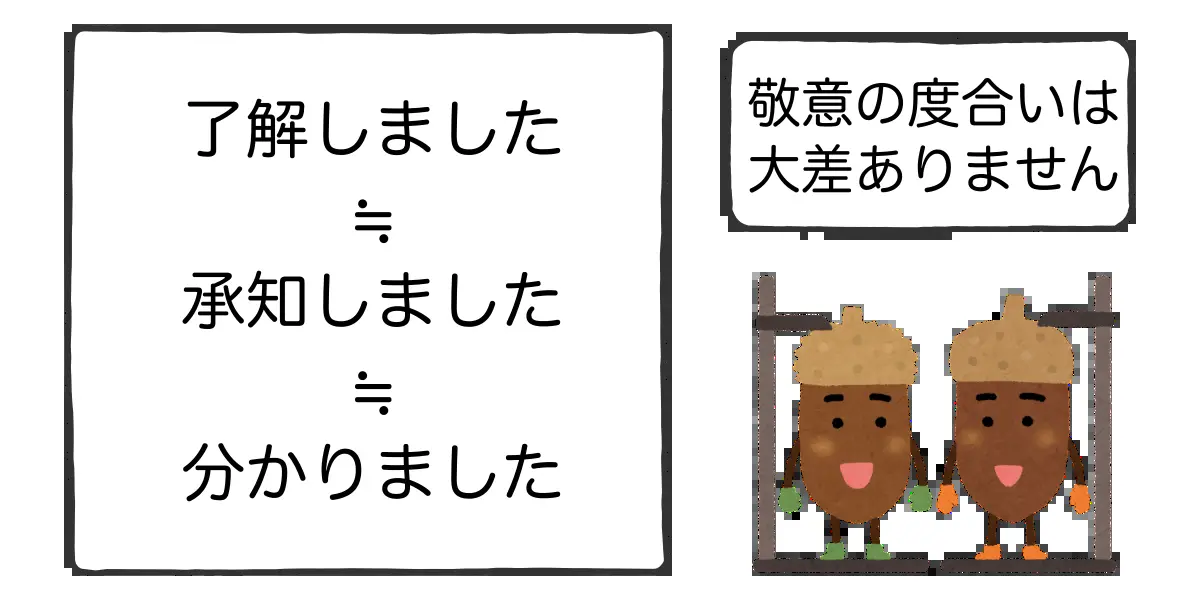 了解しました
≒
承知しました
≒
分かりました
敬意の度合いは
大差ありません